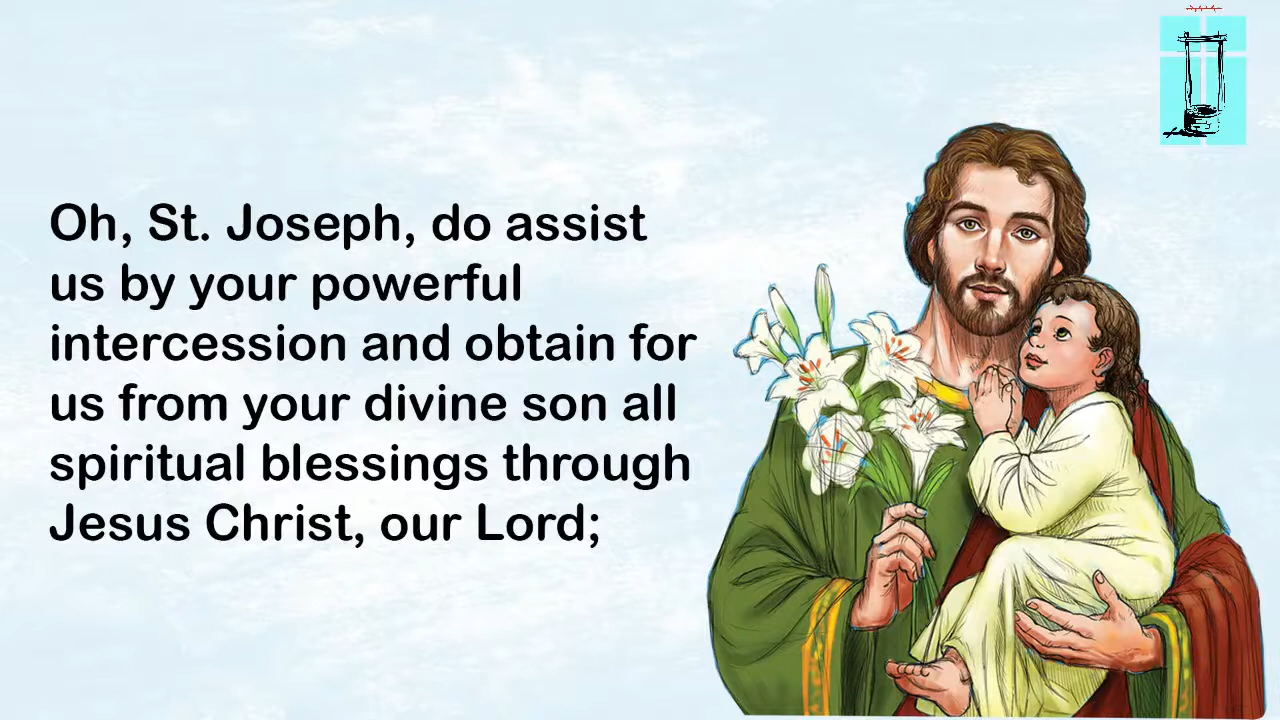 Oh, St. Joseph, do assist
us by your powerful
intercession and obtain for
us from your divine son all
spiritual blessings through
Jesus Christ, our Lord;